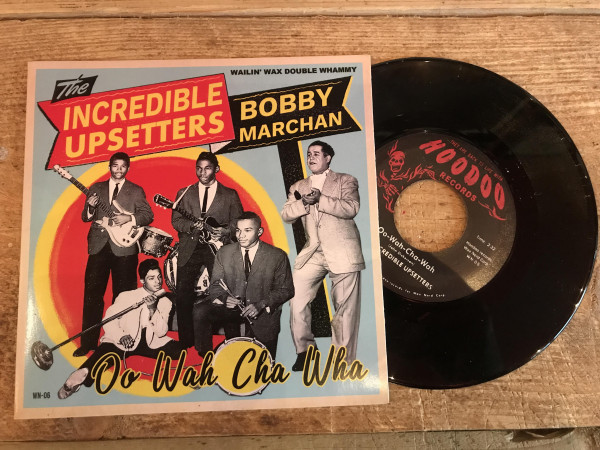 WAILIN' WAX DOUBLE WHAMMY
The
INCREDIBLE
UPSETTERS
BOBBY
MARCHAN
Oo Wah Cha Wha
WN-06
HOODOO
RECORDS
Oo-Wah-Cha-Wah
INCREDIBLE UPSETTERS